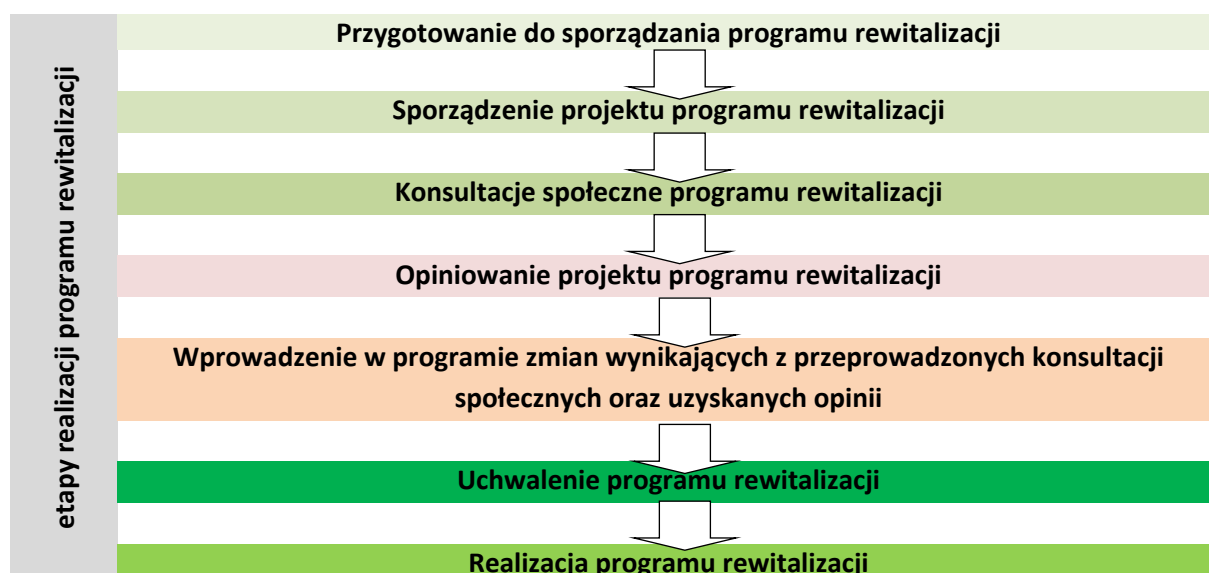 etapy realizacji programu rewitalizacji
Przygotowanie do sporządzania programu rewitalizacji
Sporządzenie projektu programu rewitalizacji
Konsultacje społeczne programu rewitalizacji
Opiniowanie projektu programu rewitalizacji
Wprowadzenie w programie zmian wynikających z przeprowadzonych konsultacji
społecznych oraz uzyskanych opinii
Uchwalenie programu rewitalizacji
Realizacja programu rewitalizacji